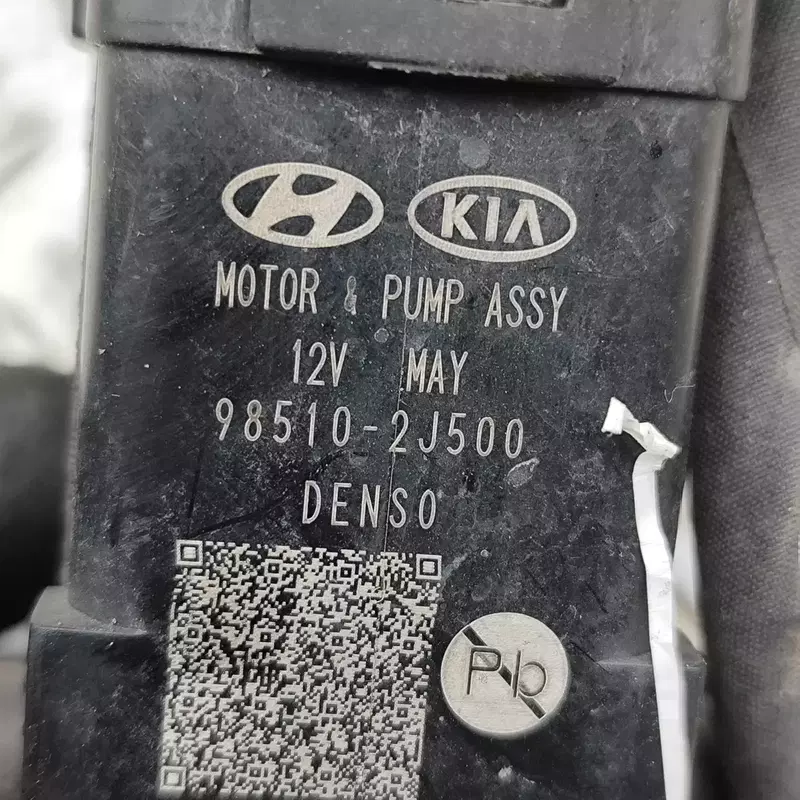 KIA
MOTOR & PUMP ASSY
12V MAY
98510-2J500
DENSO
Pb